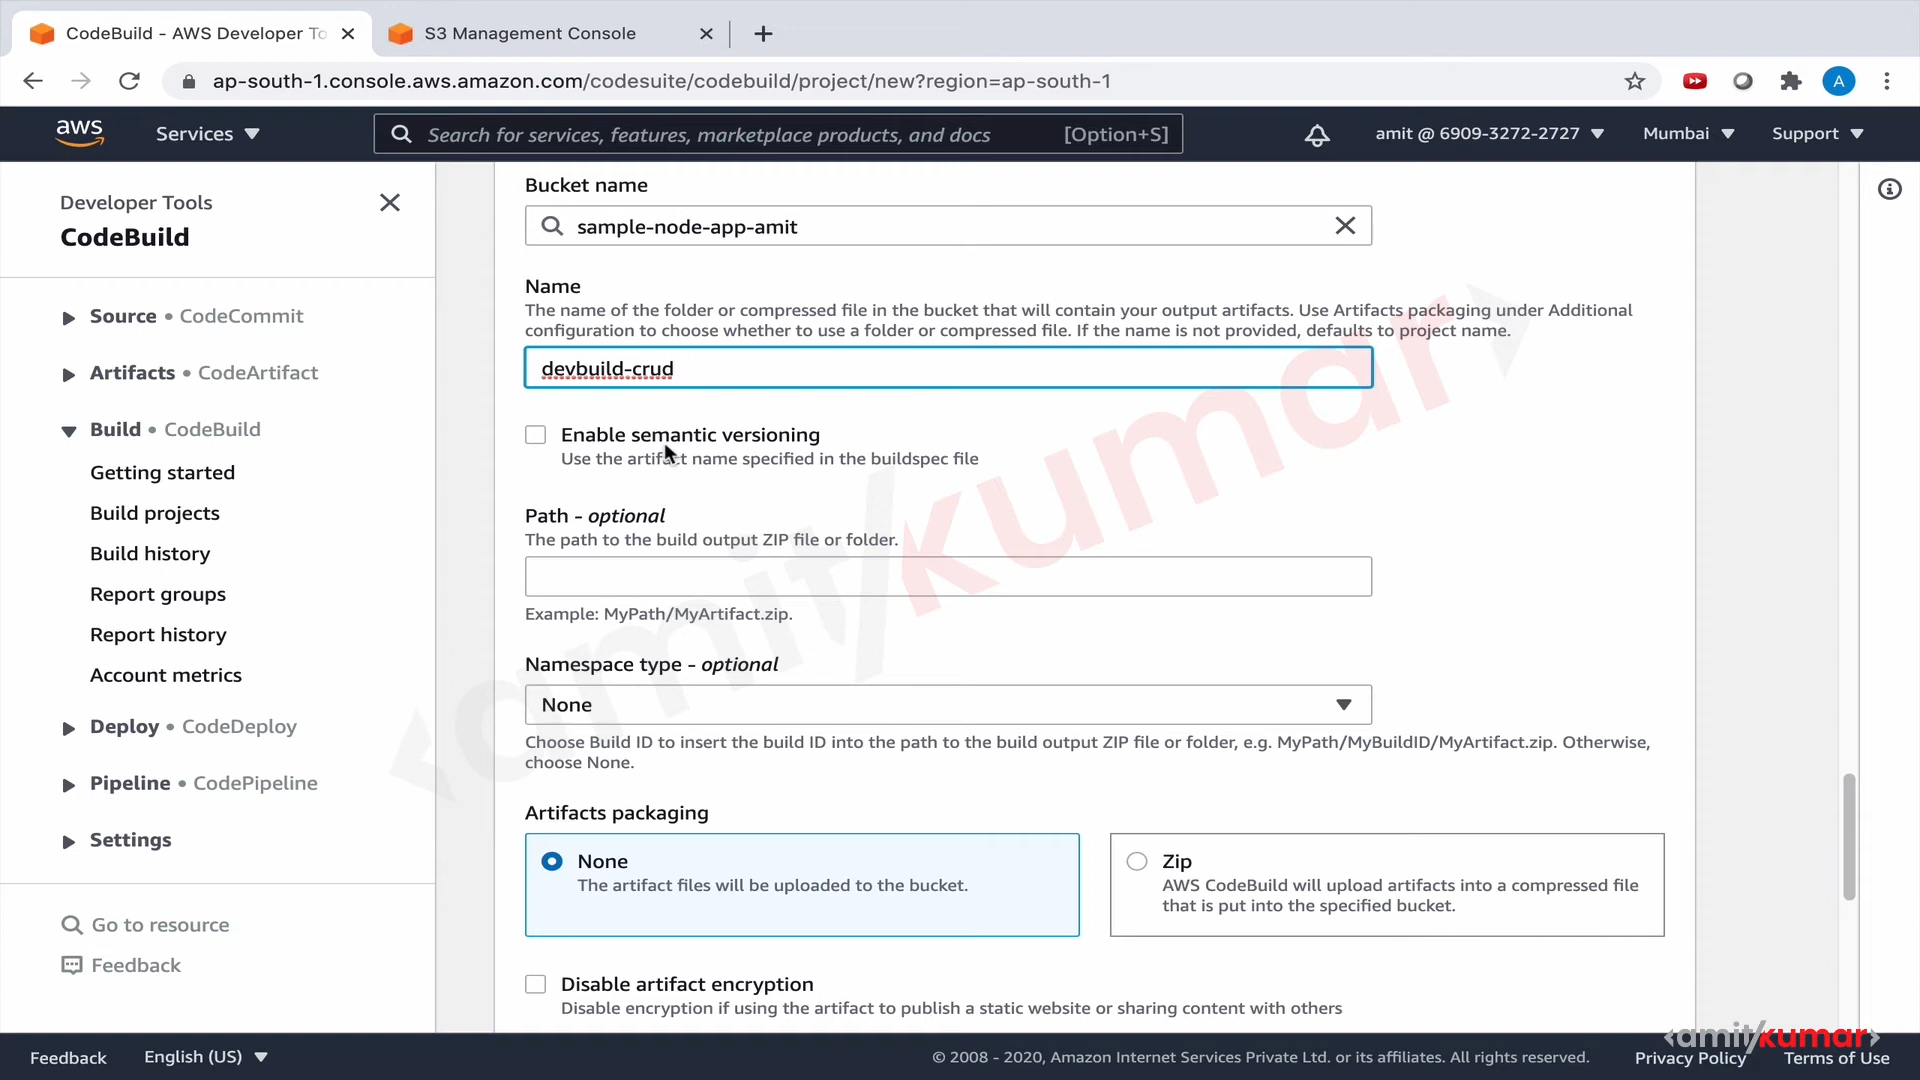 CodeBuild - AWS Developer To
S3 Management Console
ap-south-1.console.aws.amazon.com/codesuite/codebuild/project/new?region=ap-south-1
A
aws
Services
Search for services, features, marketplace products, and docs [Option+S]
amit @ 6909-3272-2727
Mumbai
Support
Developer Tools
CodeBuild
Source • CodeCommit
Artifacts • CodeArtifact
Build • CodeBuild
Getting started
Build projects
Build history
Report groups
Report history
Account metrics
Deploy • CodeDeploy
Pipeline • CodePipeline
Settings
Go to resource
Feedback
Bucket name
sample-node-app-amit
Name
The name of the folder or compressed file in the bucket that will contain your output artifacts. Use Artifacts packaging under Additional
configuration to choose whether to use a folder or compressed file. If the name is not provided, defaults to project name.
devbuild-crud
Enable semantic versioning
Use the artifact name specified in the buildspec file
Path - optional
The path to the build output ZIP file or folder.
Example: MyPath/MyArtifact.zip.
Namespace type - optional
None
Choose Build ID to insert the build ID into the path to the build output ZIP file or folder, e.g. MyPath/MyBuildID/MyArtifact.zip. Otherwise,
choose None.
Artifacts packaging
None
The artifact files will be uploaded to the bucket.
Zip
AWS CodeBuild will upload artifacts into a compressed file
that is put into the specified bucket.
Disable artifact encryption
Disable encryption if using the artifact to publish a static website or sharing content with others
<amit/kumar>
<amit/kumar>
Feedback
English (US)
© 2008 - 2020, Amazon Internet Services Private Ltd. or its affiliates. All rights reserved.
Privacy Policy
Terms of Use